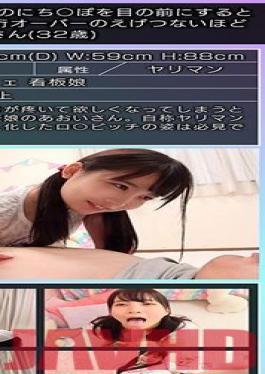 のにち○ぽを目の前にすると
行オーバーのえげつないほど
さん(32歳)
cm(D) W:59cm H:88cm
属性 ヤリマン
ェ 看板娘
上
が疼いて欲しくなってしまうと
娘のあおいさん。自称ヤリマン
化した口○ビッチの姿は必見で